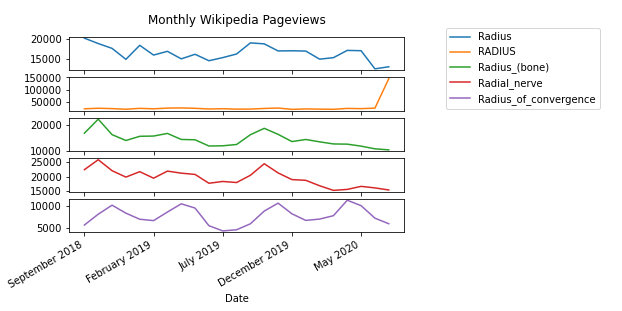 Monthly Wikipedia Pageviews
Radius
RADIUS
Radius_(bone)
Radial_nerve
Radius_of_convergence
20000
15000
150000
100000
50000
20000
10000
25000
20000
15000
10000
5000
September 2018
February 2019
July 2019
December 2019
May 2020
Date